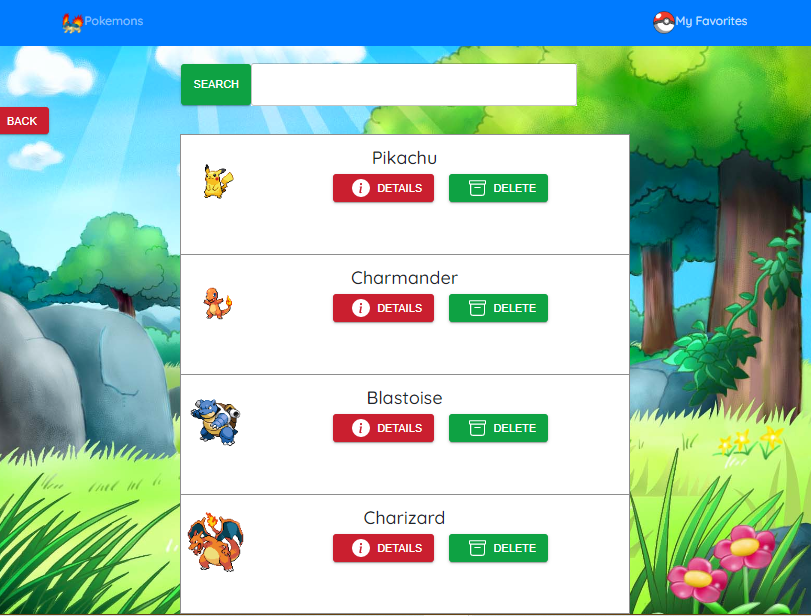 Pokemons
My Favorites
SEARCH
BACK
Pikachu
DETAILS DELETE
Charmander
DETAILS DELETE
Blastoise
DETAILS DELETE
Charizard
DETAILS DELETE